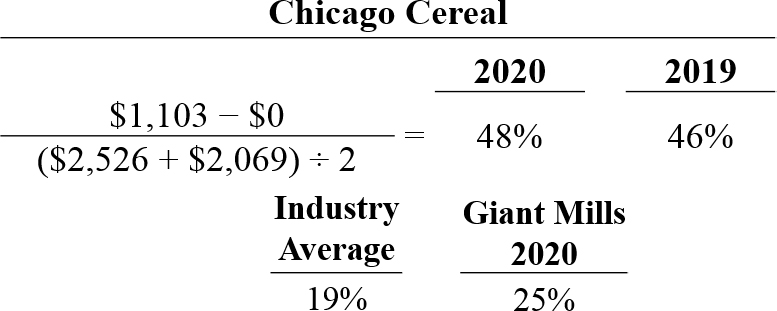 Chicago Cereal
2020 2019
$1,103 − $0
($2,526 + $2,069) ÷ 2
= 48% 46%
Industry Giant Mills
Average 2020
19% 25%